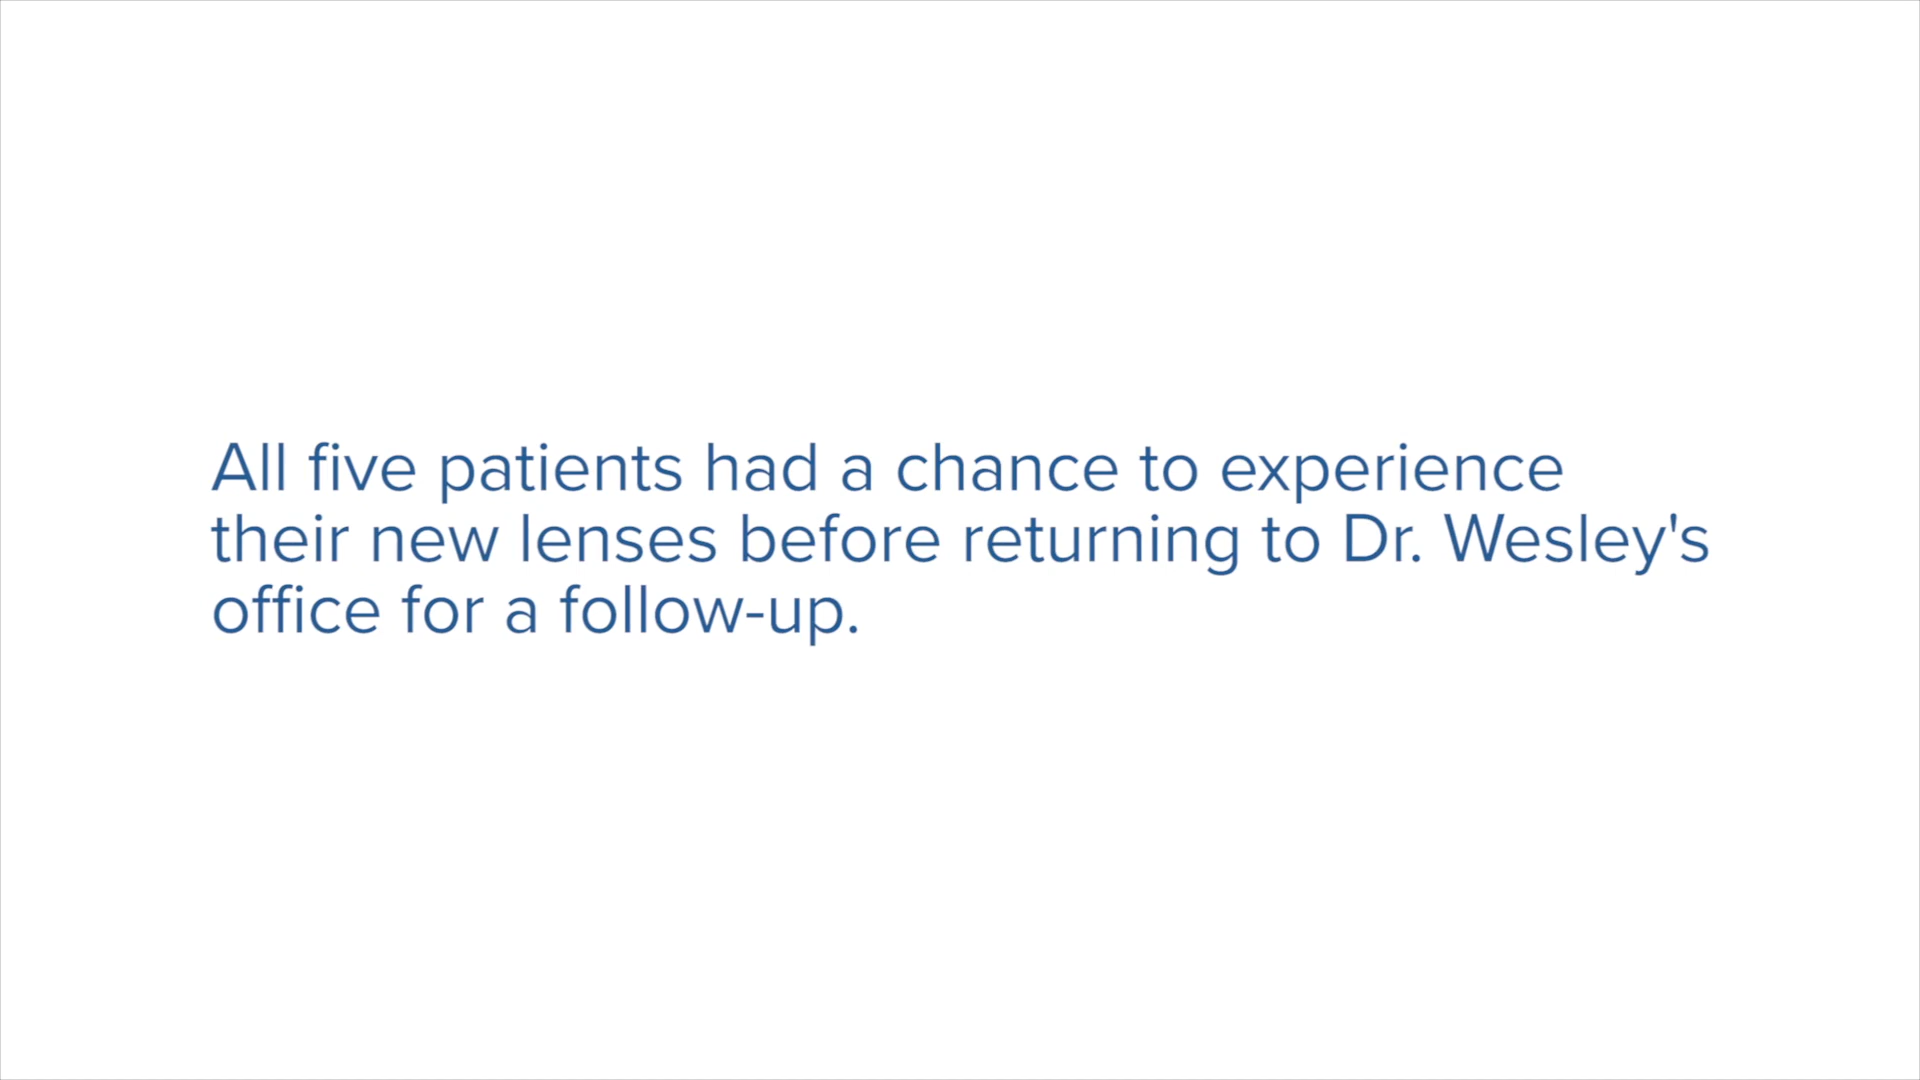 All five patients had a chance to experience
their new lenses before returning to Dr. Wesley's
office for a follow-up.